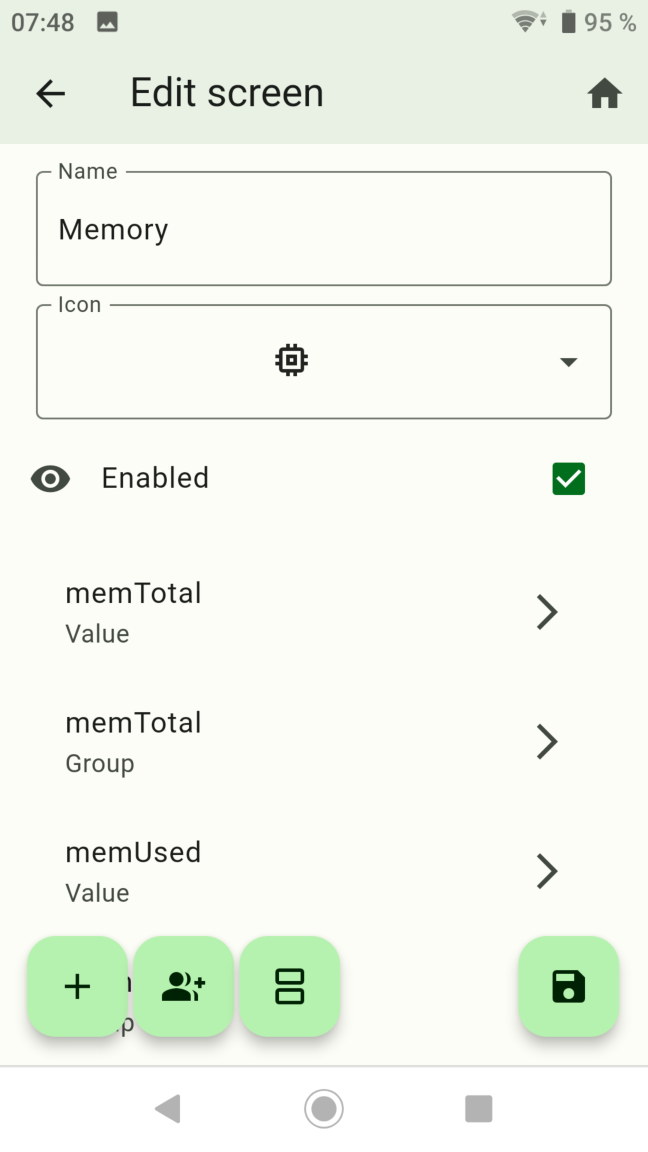 07:48
95 %
Edit screen
Name
Memory
Icon
Enabled
memTotal
Value
memTotal
Group
memUsed
Value